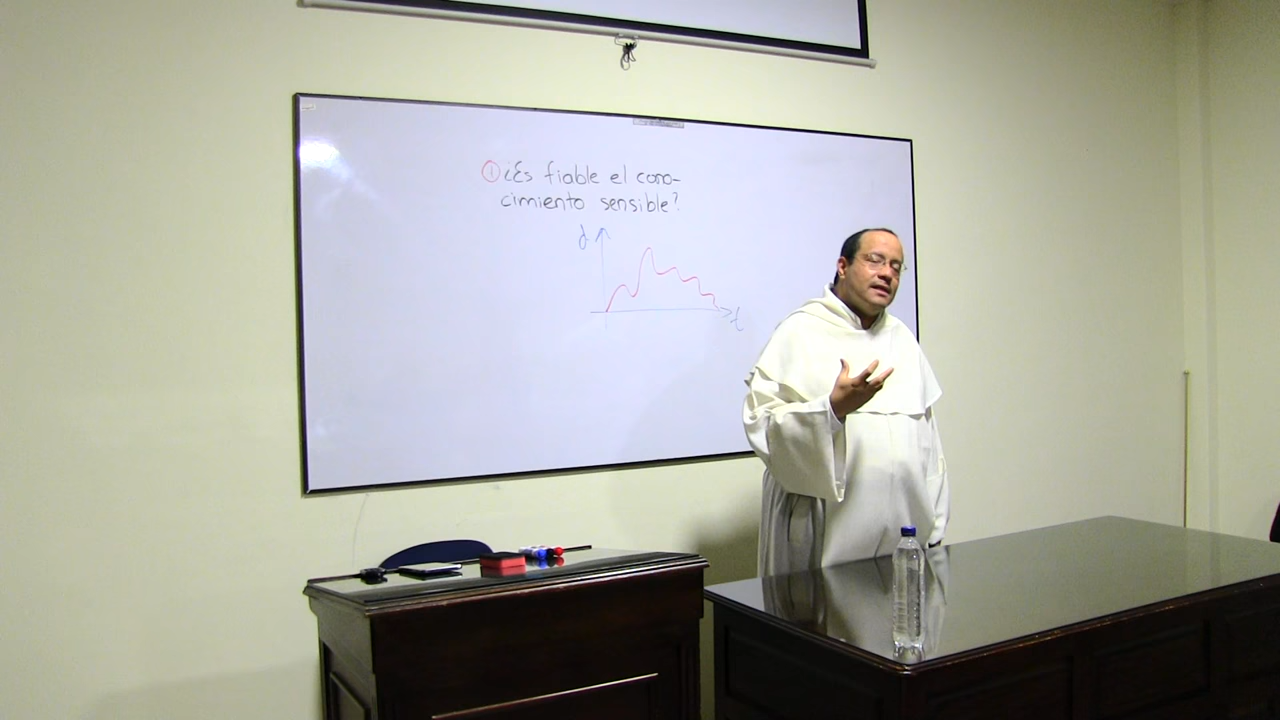 ① ¿Es fiable el cono-
cimiento sensible?
d
t